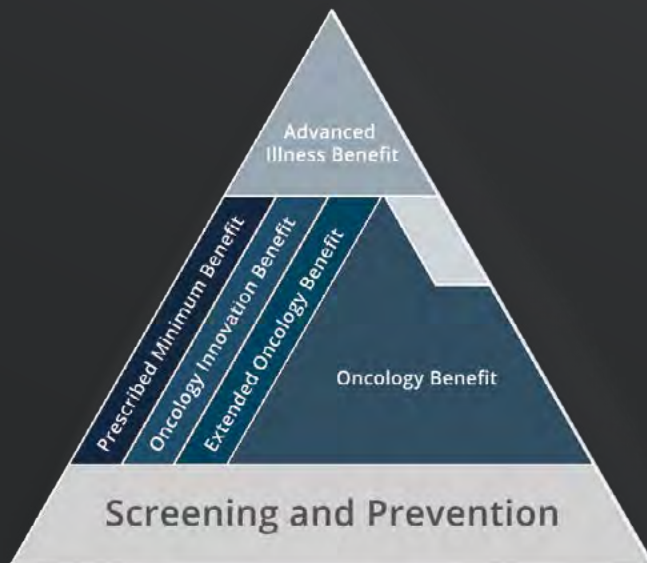 Advanced
Illness Benefit
Prescribed Minimum Benefit
Oncology Innovation Benefit
Extended Oncology Benefit
Oncology Benefit
Screening and Prevention